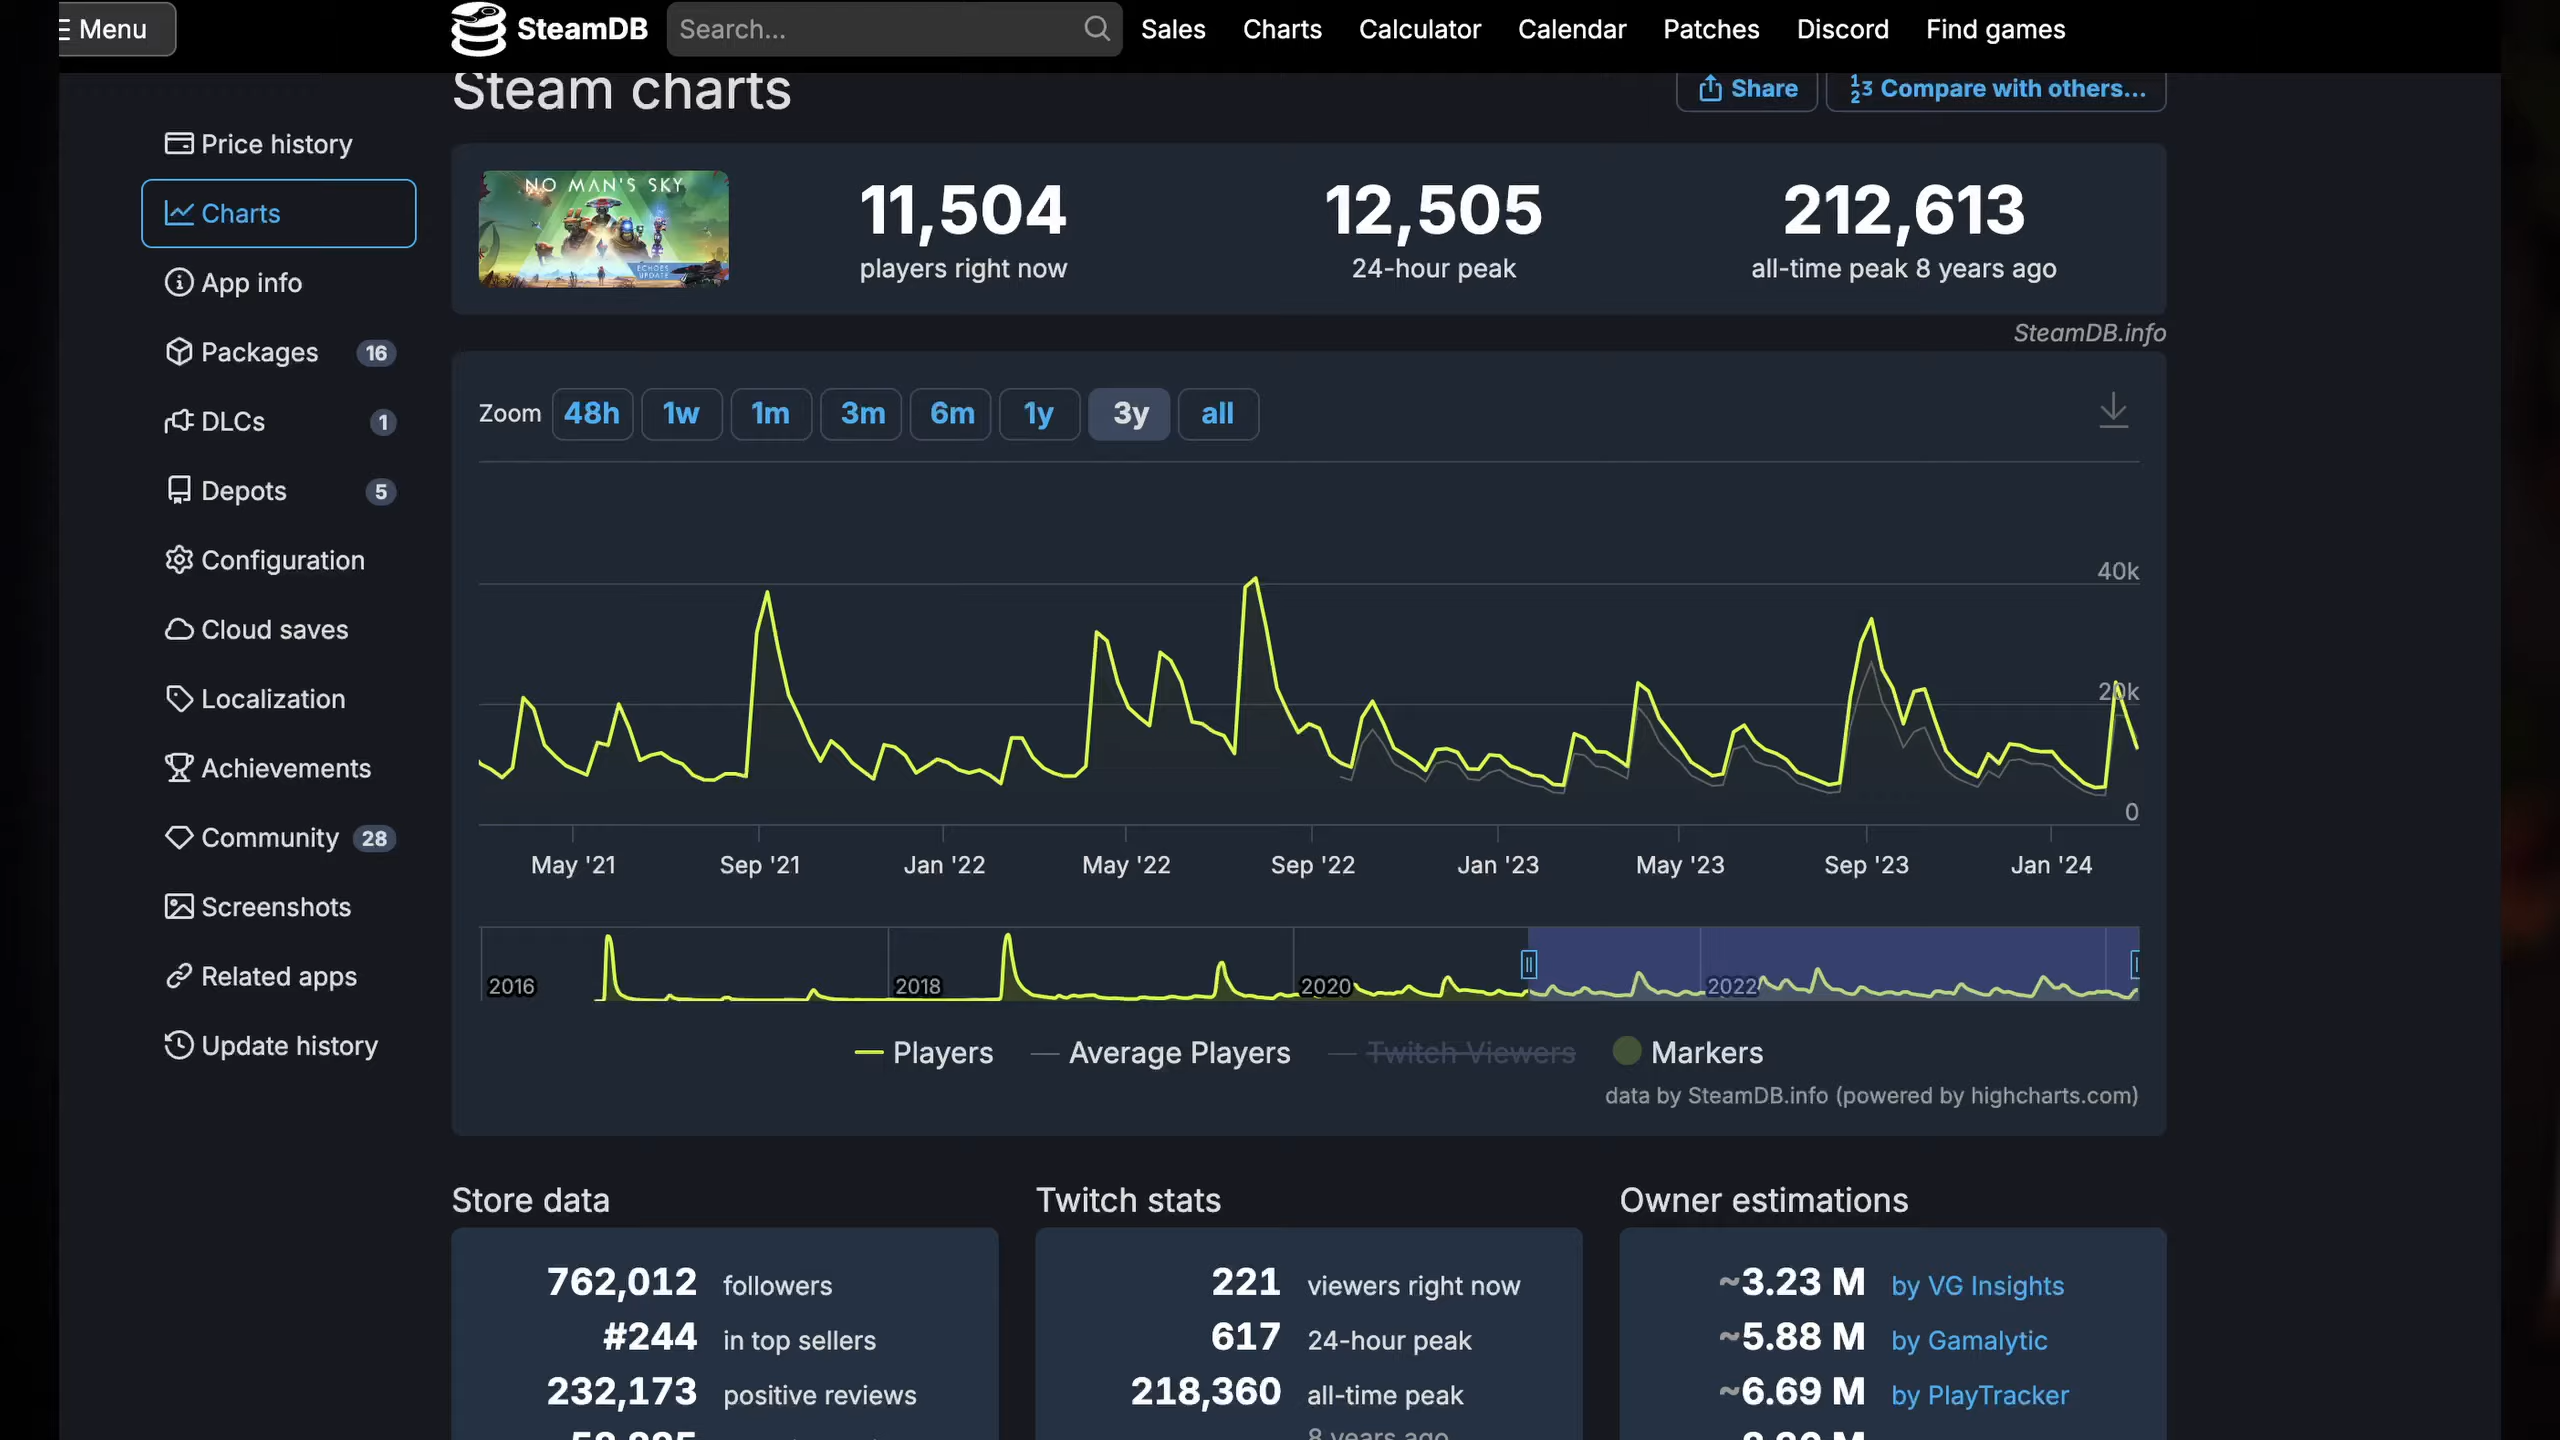 Menu
SteamDB
Search...
Sales
Charts
Calculator
Calendar
Patches
Discord
Find games
Steam charts
Share
Compare with others...
Price history
Charts
App info
Packages 16
DLCs 1
Depots 5
Configuration
Cloud saves
Localization
Achievements
Community 28
Screenshots
Related apps
Update history
NO MAN'S SKY
ECHOES
UPDATE
11,504
players right now
12,505
24-hour peak
212,613
all-time peak 8 years ago
SteamDB.info
Zoom 48h 1w 1m 3m 6m 1y 3y all
40k
20k
0
May '21 Sep '21 Jan '22 May '22 Sep '22 Jan '23 May '23 Sep '23 Jan '24
2016 2018 2020 2022
Players Average Players Twitch Viewers Markers
data by SteamDB.info (powered by highcharts.com)
Store data
762,012 followers
#244 in top sellers
232,173 positive reviews
Twitch stats
221 viewers right now
617 24-hour peak
218,360 all-time peak
8 years ago
Owner estimations
~3.23 M by VG Insights
~5.88 M by Gamalytic
~6.69 M by PlayTracker